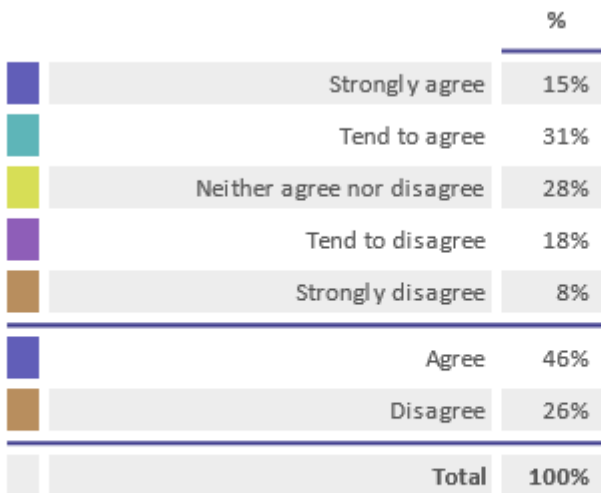 %
Strongly agree 15%
Tend to agree 31%
Neither agree nor disagree 28%
Tend to disagree 18%
Strongly disagree 8%
Agree 46%
Disagree 26%
Total 100%